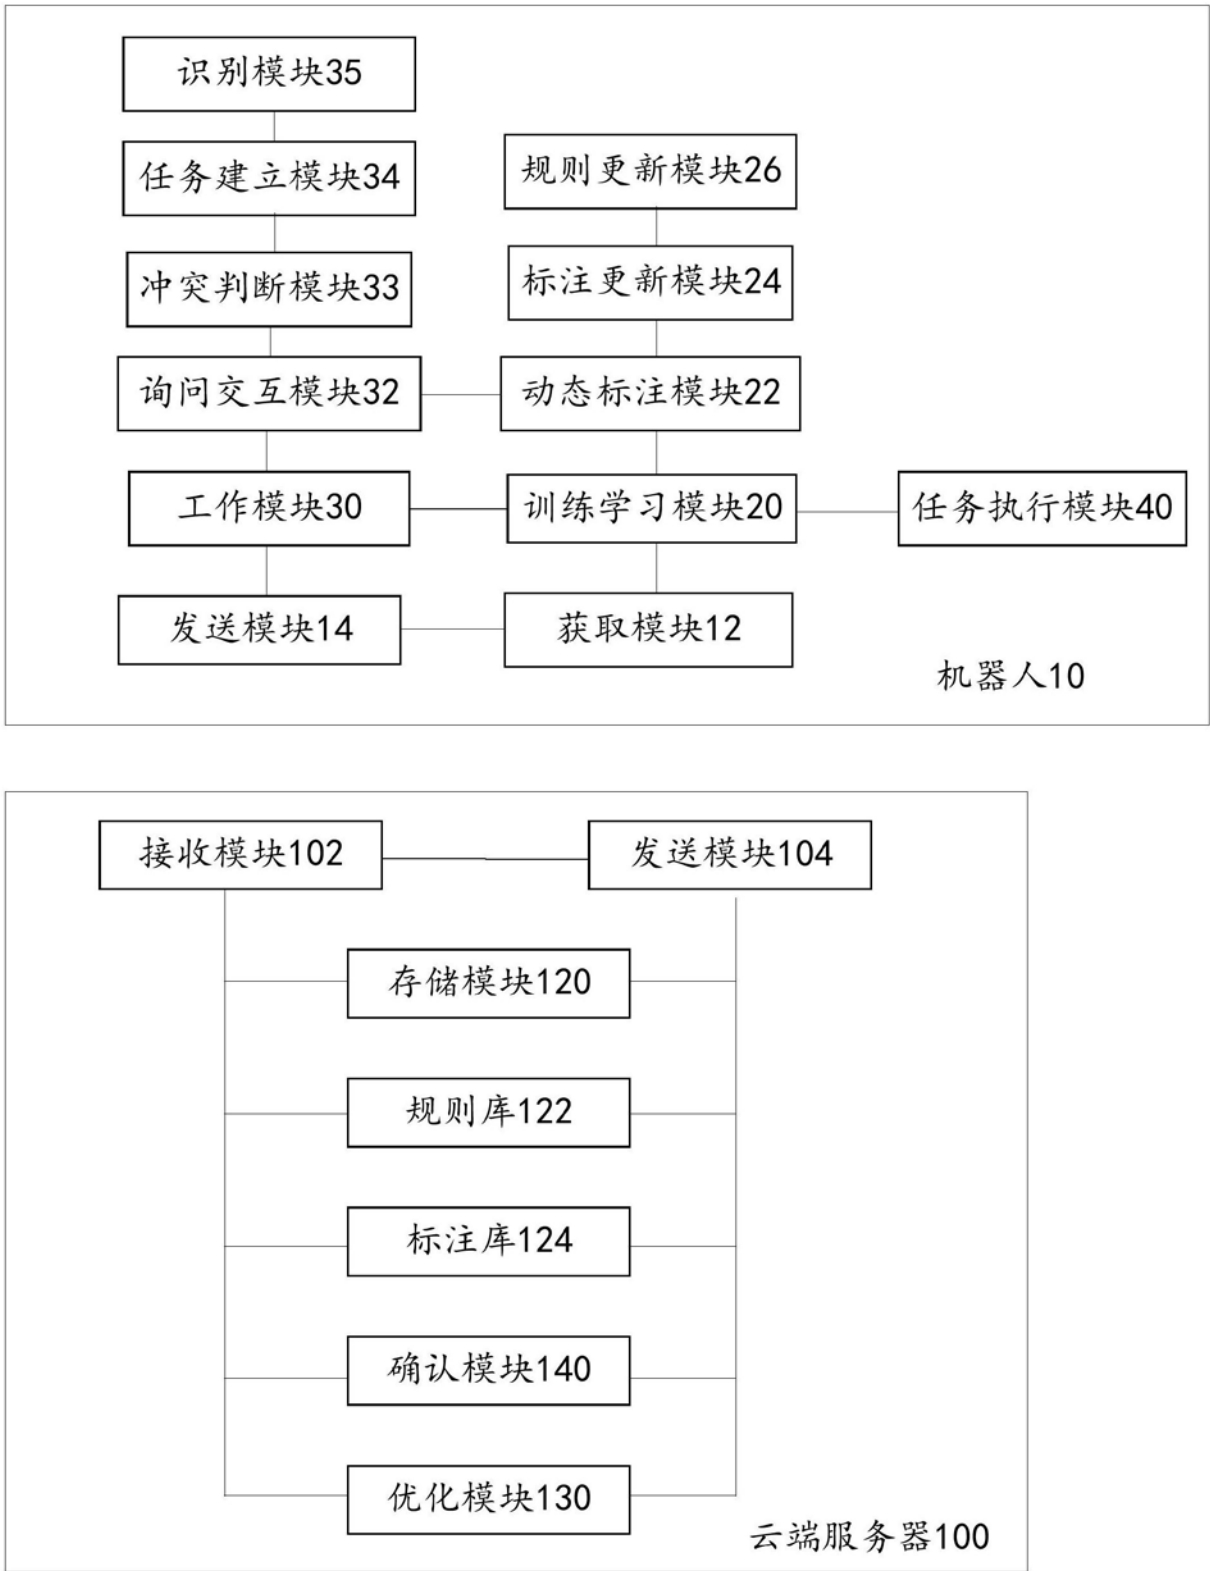 识别模块35
任务建立模块34
规则更新模块26
冲突判断模块33
标注更新模块24
询问交互模块32
动态标注模块22
工作模块30
训练学习模块20
任务执行模块40
发送模块14
获取模块12
机器人10
接收模块102
发送模块104
存储模块120
规则库122
标注库124
确认模块140
优化模块130
云端服务器100